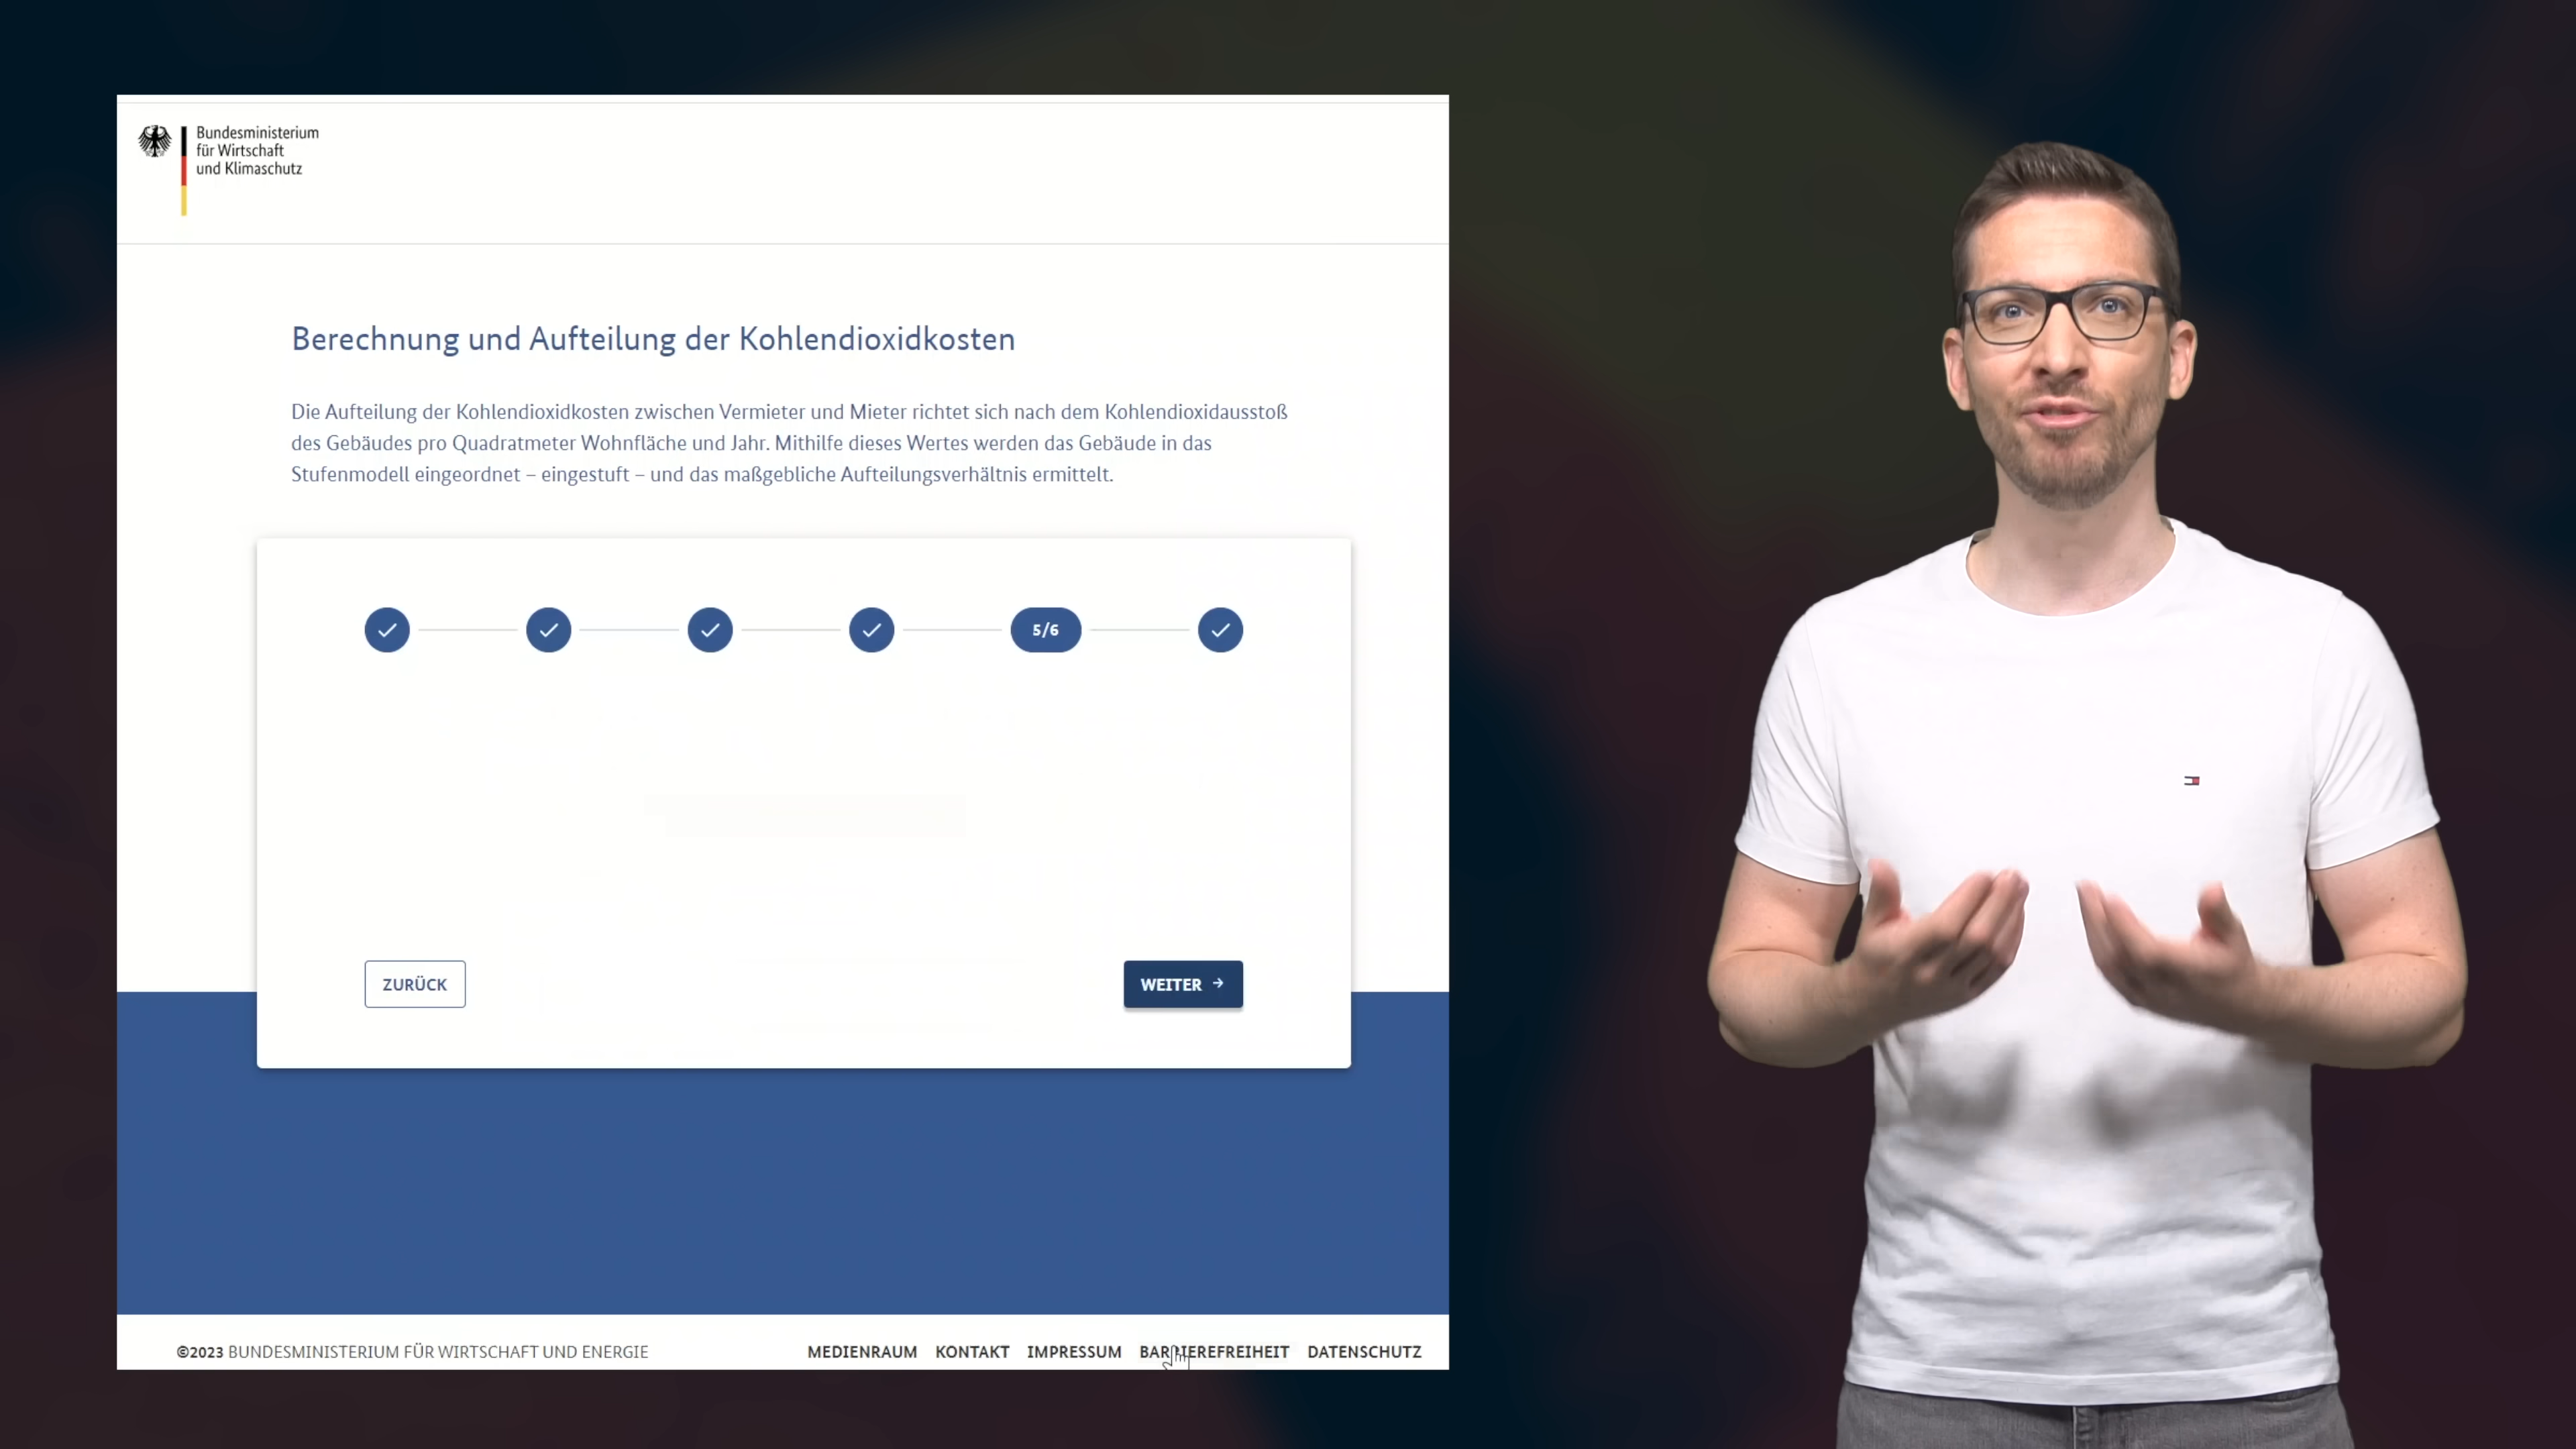 Bundesministerium
für Wirtschaft
und Klimaschutz
Berechnung und Aufteilung der Kohlendioxidkosten
Die Aufteilung der Kohlendioxidkosten zwischen Vermieter und Mieter richtet sich nach dem Kohlendioxidausstoß
des Gebäudes pro Quadratmeter Wohnfläche und Jahr. Mithilfe dieses Wertes werden das Gebäude in das
Stufenmodell eingeordnet – eingestuft – und das maßgebliche Aufteilungsverhältnis ermittelt.
5/6
ZURÜCK
WEITER
©2023 BUNDESMINISTERIUM FÜR WIRTSCHAFT UND ENERGIE
MEDIENRAUM KONTAKT IMPRESSUM BARRIEREFREIHEIT DATENSCHUTZ